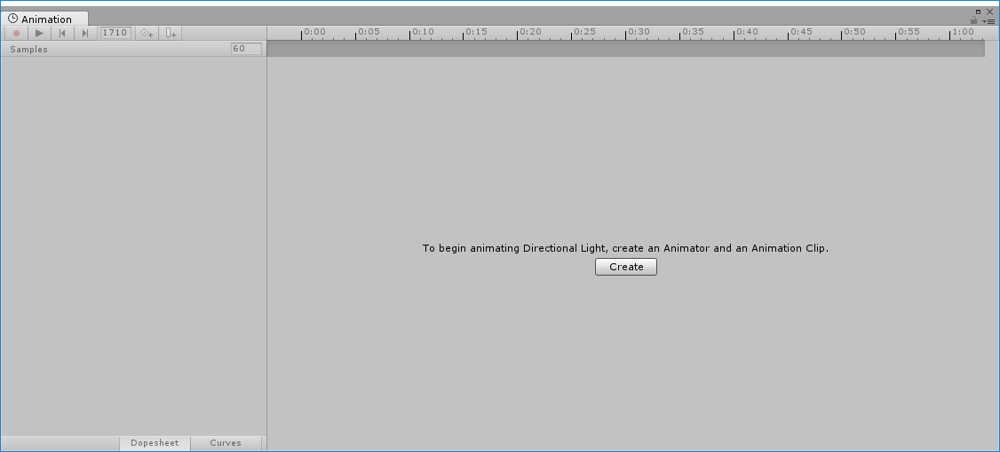 Animation
1710
0:00 0:05 0:10 0:15 0:20 0:25 0:30 0:35 0:40 0:45 0:50 0:55 1:00
Samples 60
To begin animating Directional Light, create an Animator and an Animation Clip.
Create
Dopesheet Curves